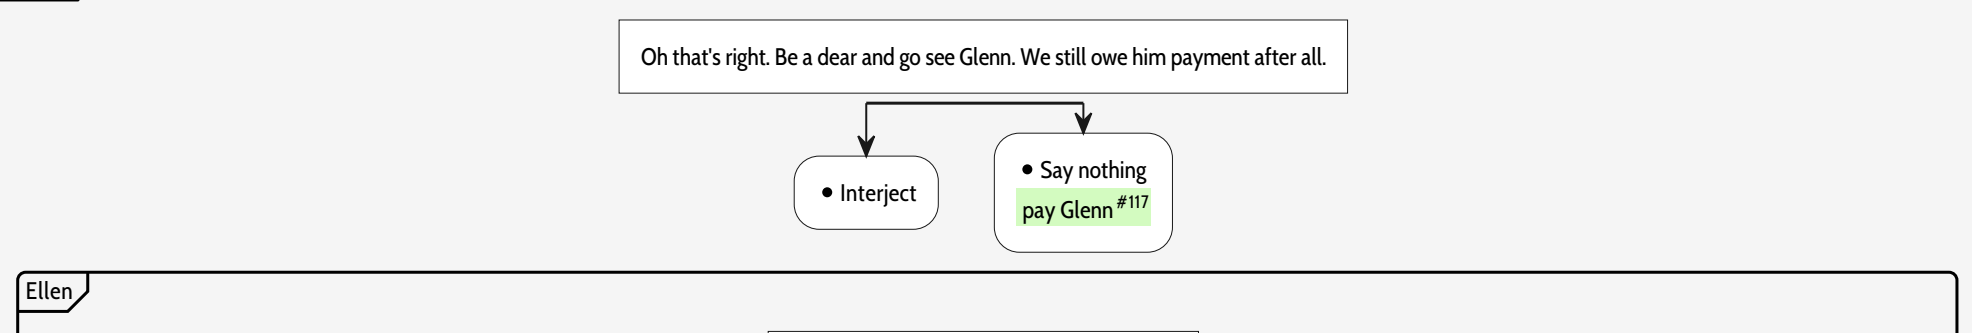 Oh that's right. Be a dear and go see Glenn. We still owe him payment after all.
• Interject
• Say nothing
pay Glenn #117
Ellen